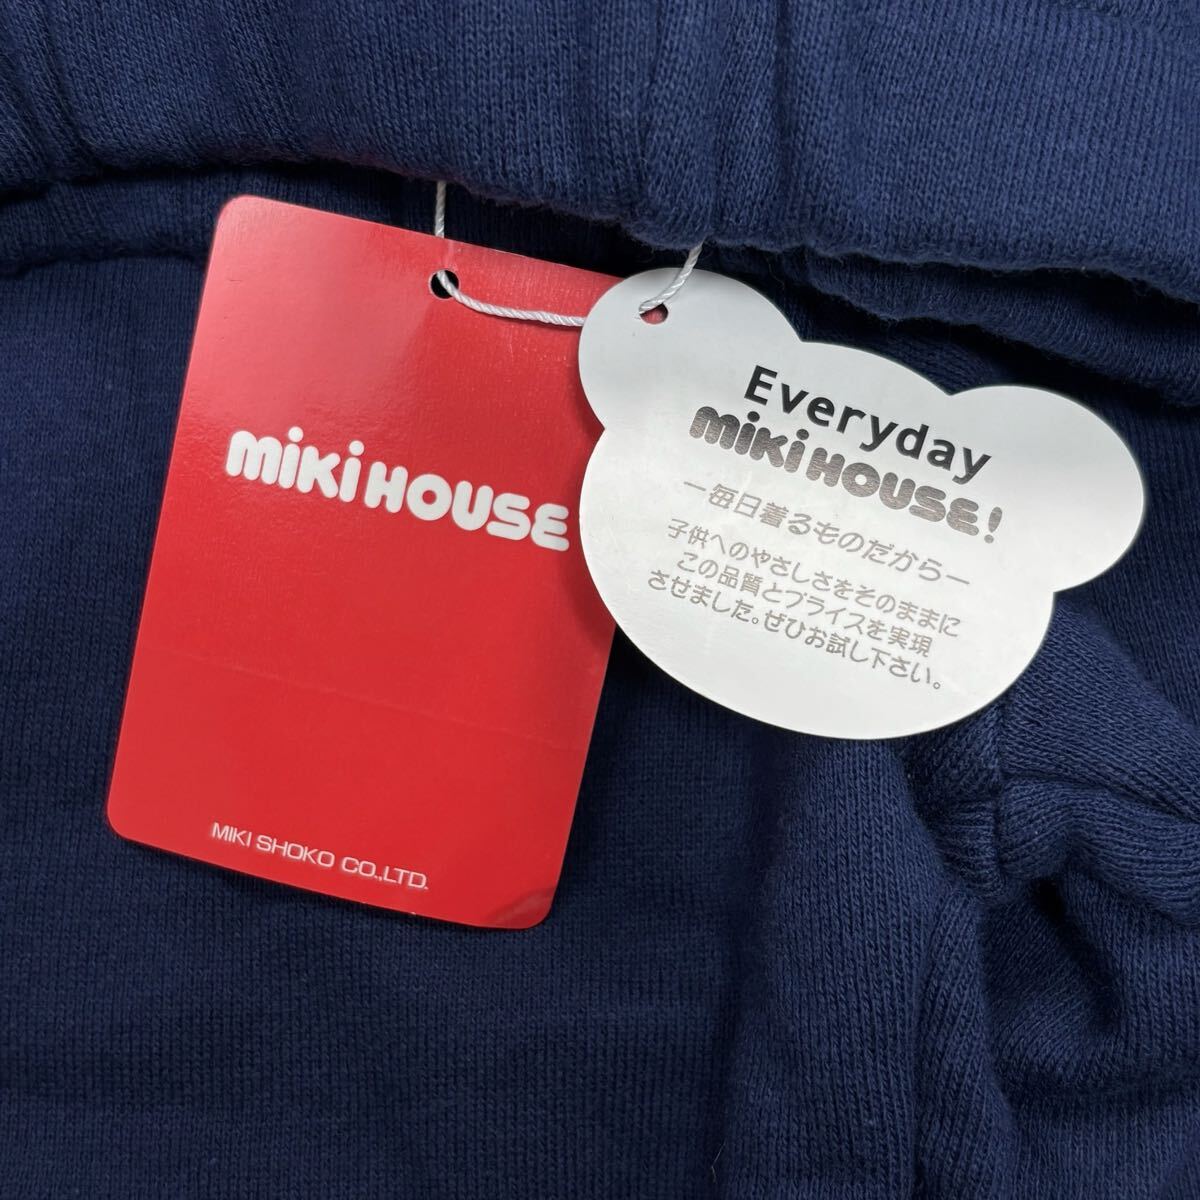 miKiHOUSE
MIKI SHOKO CO.,LTD.
Everyday
miKiHOUSE!
ー毎日着るものだからー
子供へのやさしさをそのままに
この品質とプライスを実現
させました。ぜひお試し下さい。